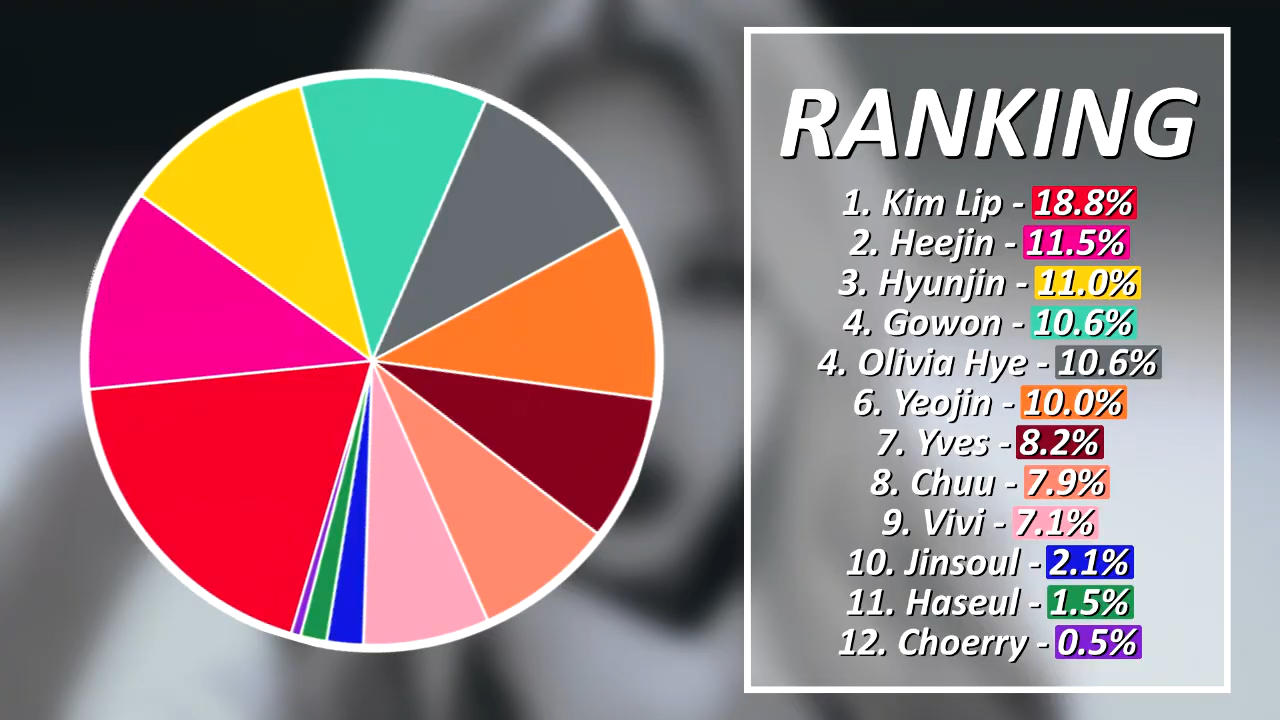 RANKING
1. Kim Lip - 18.8%
2. Heejin - 11.5%
3. Hyunjin - 11.0%
4. Gowon - 10.6%
4. Olivia Hye - 10.6%
6. Yeojin - 10.0%
7. Yves - 8.2%
8. Chuu - 7.9%
9. Vivi - 7.1%
10. Jinsoul - 2.1%
11. Haseul - 1.5%
12. Choerry - 0.5%